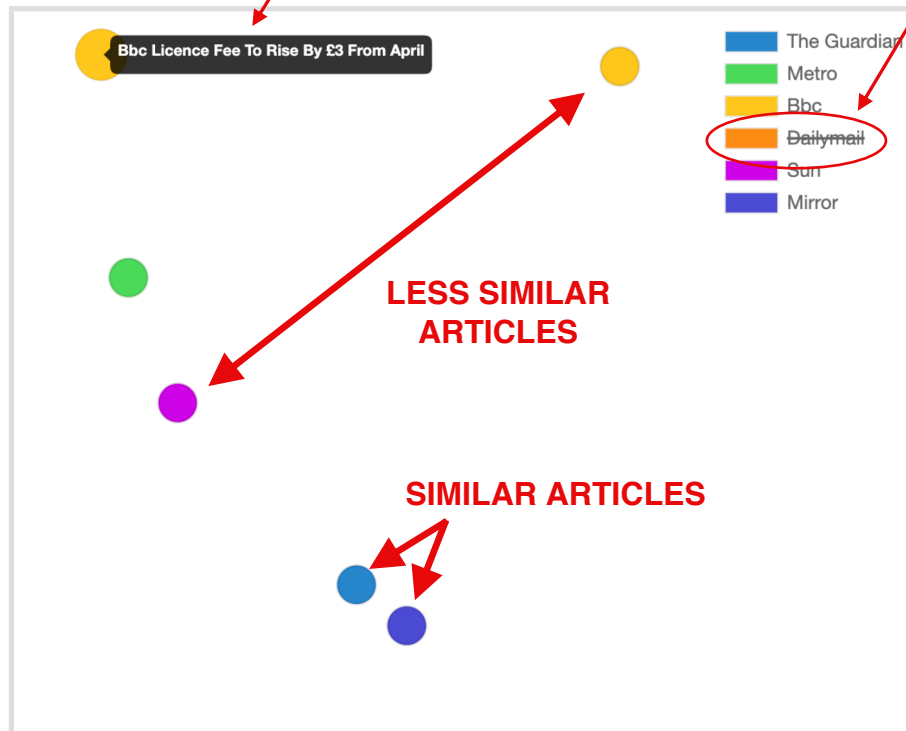 Bbc Licence Fee To Rise By £3 From April
The Guardian
Metro
Bbc
Dailymail
Sun
Mirror
LESS SIMILAR
ARTICLES
SIMILAR ARTICLES